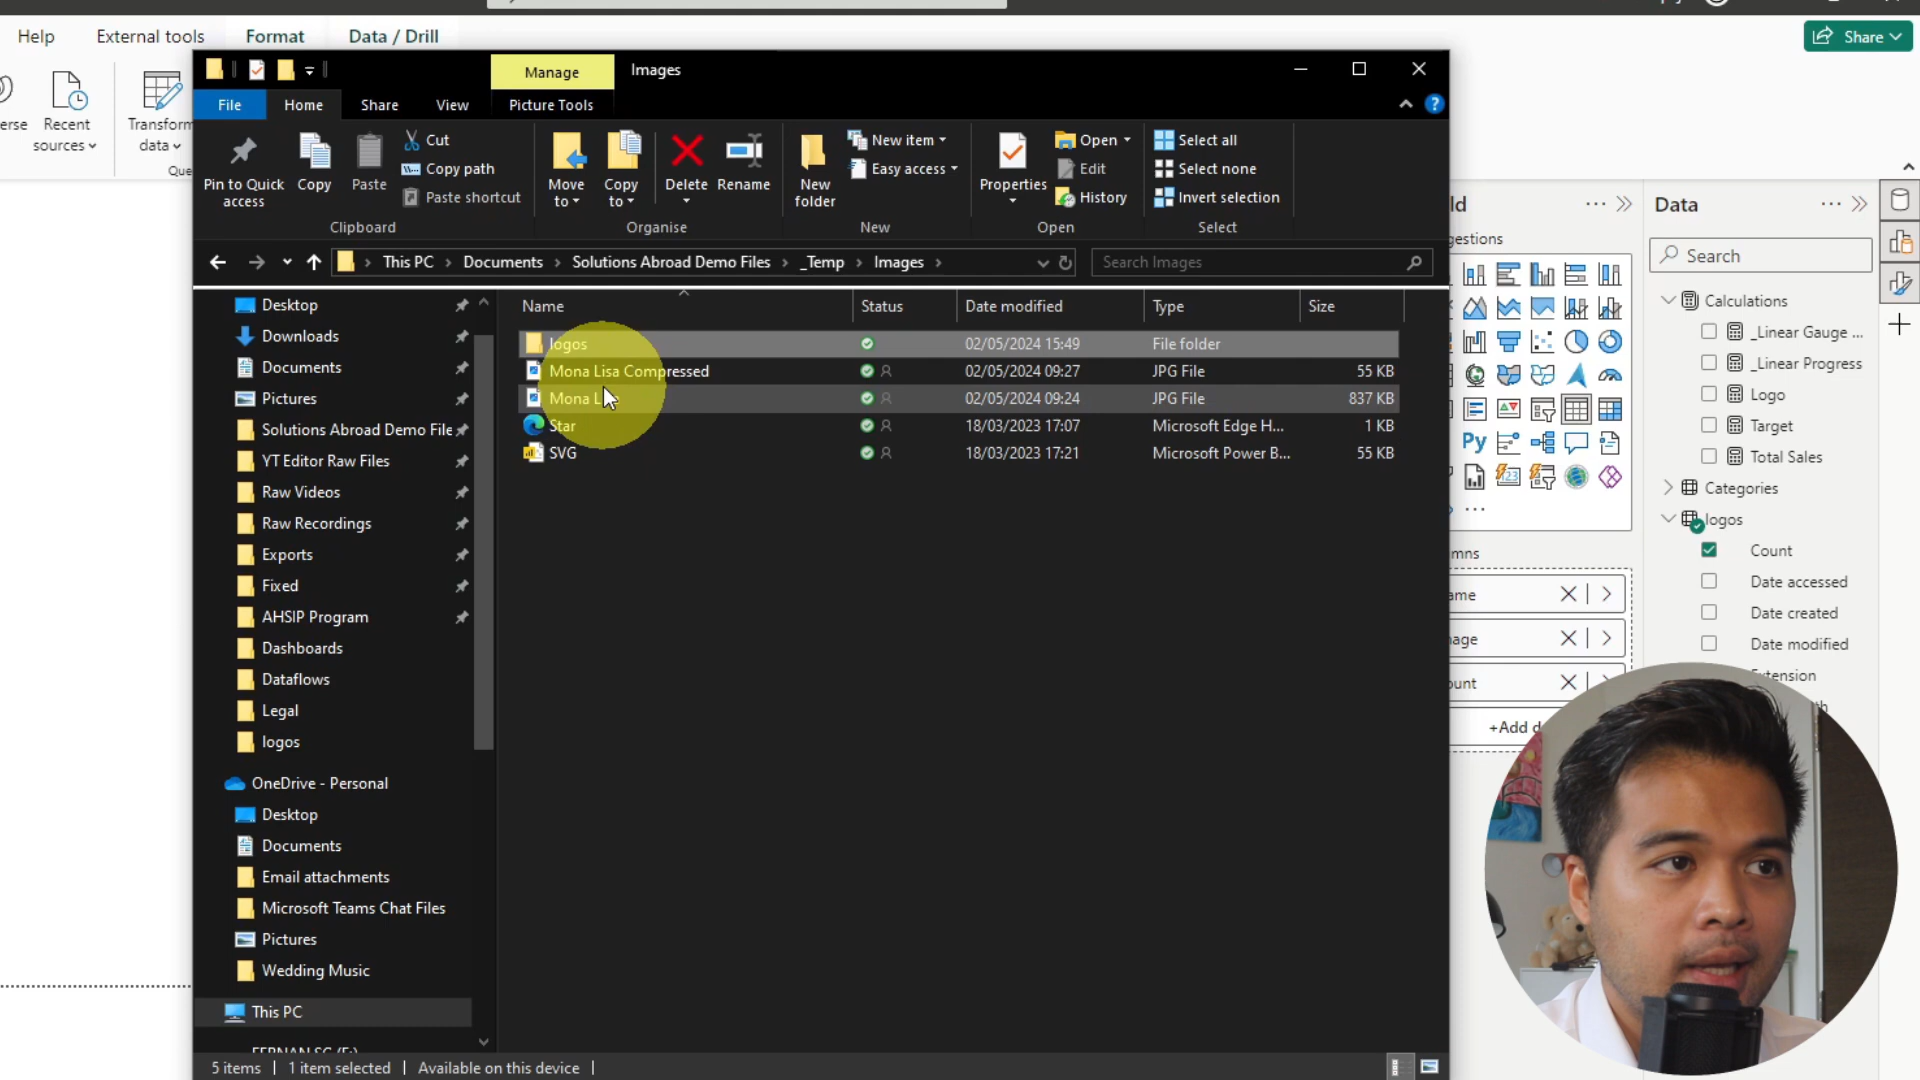 Help External tools Format Data / Drill
Share
Manage Images
File Home Share View Picture Tools
Recent sources
Transform data
Pin to Quick access
Copy
Paste
Cut
Copy path
Paste shortcut
Move to
Copy to
Delete
Rename
New folder
New item
Easy access
Properties
Open
Edit
History
Select all
Select none
Invert selection
Clipboard Organise New Open Select
This PC Documents Solutions Abroad Demo Files _Temp Images
Search Images
Name Status Date modified Type Size
logos 02/05/2024 15:49 File folder
Mona Lisa Compressed 02/05/2024 09:27 JPG File 55 KB
Mona 02/05/2024 09:24 JPG File 837 KB
Star 18/03/2023 17:07 Microsoft Edge H... 1 KB
SVG 18/03/2023 17:21 Microsoft Power B... 55 KB
Desktop
Downloads
Documents
Pictures
Solutions Abroad Demo File
YT Editor Raw Files
Raw Videos
Raw Recordings
Exports
Fixed
AHSIP Program
Dashboards
Dataflows
Legal
logos
OneDrive - Personal
Desktop
Documents
Email attachments
Microsoft Teams Chat Files
Pictures
Wedding Music
This PC
5 items 1 item selected Available on this device
Py
123
+Add d
Data
Search
Calculations
_Linear Gauge ...
_Linear Progress
Logo
Target
Total Sales
Categories
logos
Count
Date accessed
Date created
Date modified